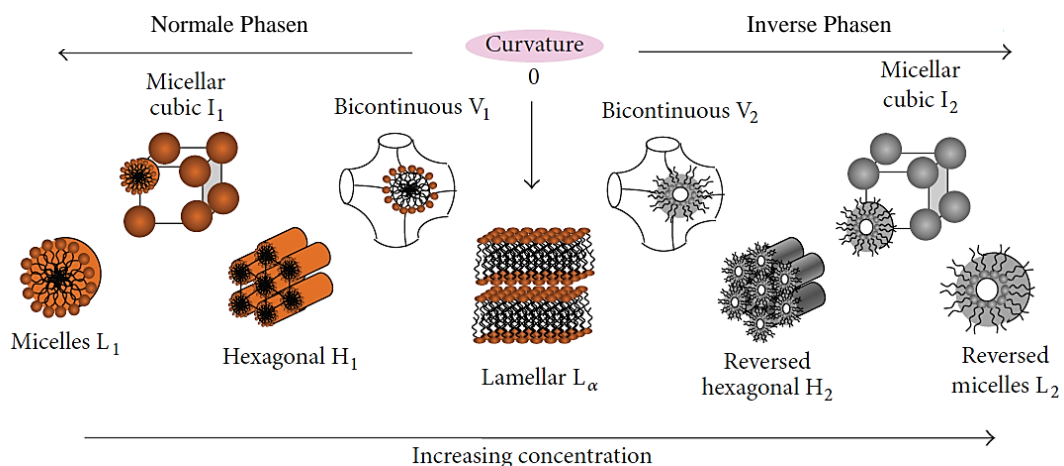 Normale Phasen
Curvature
Inverse Phasen
0
Micellar
cubic I₁
Bicontinuous V₁
Bicontinuous V₂
Micellar
cubic I₂
Micelles L₁
Hexagonal H₁
Lamellar Lα
Reversed
hexagonal H₂
Reversed
micelles L₂
Increasing concentration